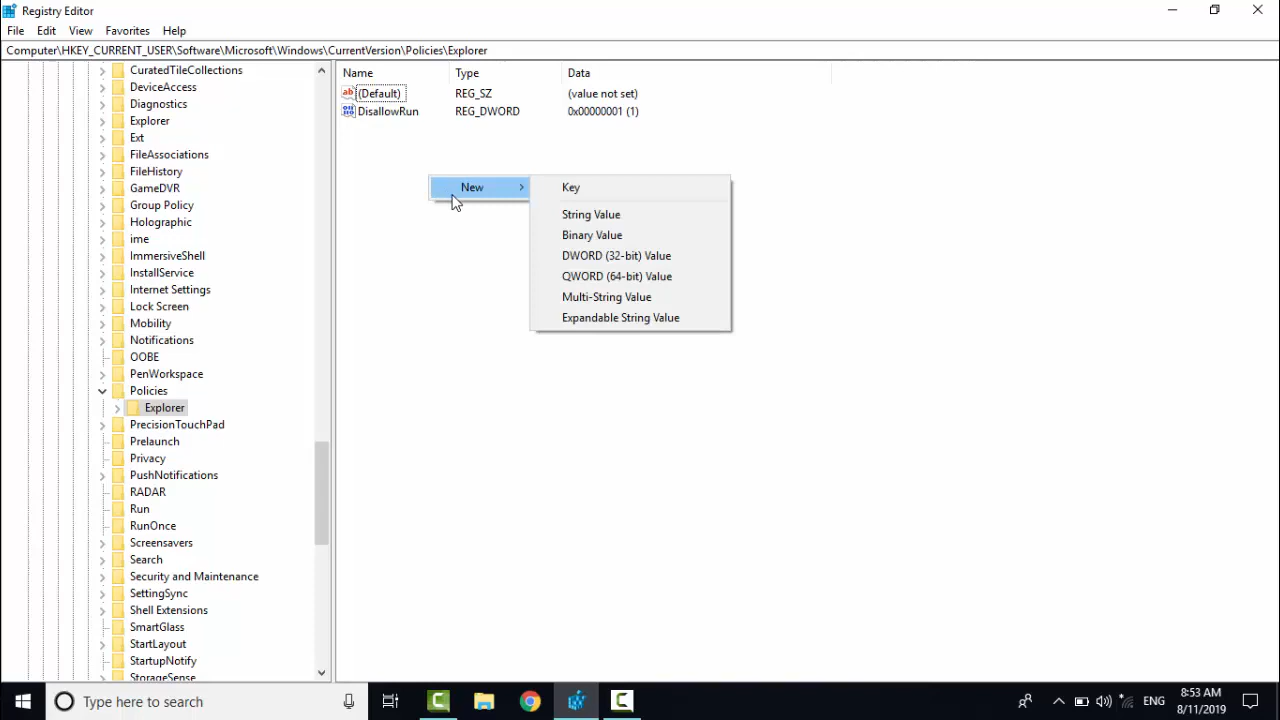 Registry Editor
File Edit View Favorites Help
Computer\HKEY_CURRENT_USER\Software\Microsoft\Windows\CurrentVersion\Policies\Explorer
CuratedTileCollections
DeviceAccess
Diagnostics
Explorer
Ext
FileAssociations
FileHistory
GameDVR
Group Policy
Holographic
ime
ImmersiveShell
InstallService
Internet Settings
Lock Screen
Mobility
Notifications
OOBE
PenWorkspace
Policies
Explorer
PrecisionTouchPad
Prelaunch
Privacy
PushNotifications
RADAR
Run
RunOnce
Screensavers
Search
Security and Maintenance
SettingSync
Shell Extensions
SmartGlass
StartLayout
StartupNotify
StorageSense
Name Type Data
ab (Default) REG_SZ (value not set)
DisallowRun REG_DWORD 0x00000001 (1)
New
Key
String Value
Binary Value
DWORD (32-bit) Value
QWORD (64-bit) Value
Multi-String Value
Expandable String Value
Type here to search
ENG
8:53 AM
8/11/2019